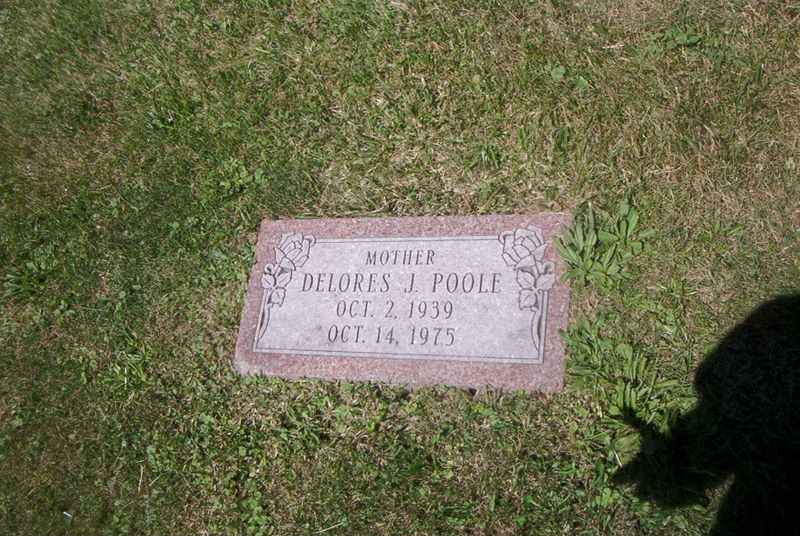 MOTHER
DELORES J. POOLE
OCT. 2, 1939
OCT. 14, 1975